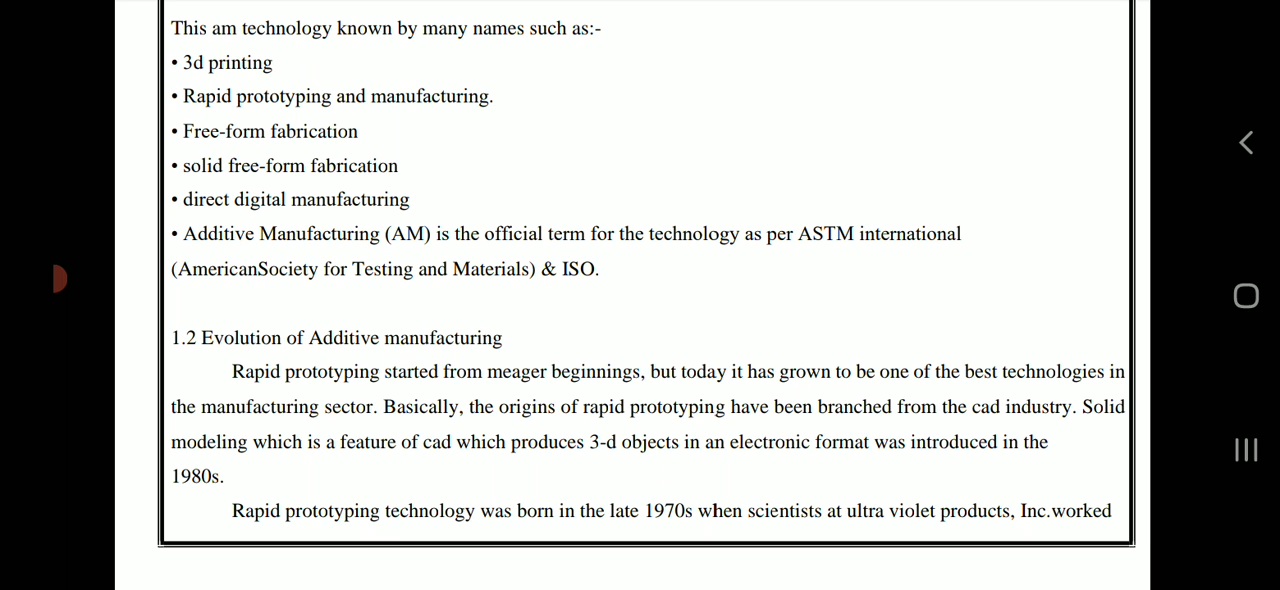 This am technology known by many names such as:-
• 3d printing
• Rapid prototyping and manufacturing.
• Free-form fabrication
• solid free-form fabrication
• direct digital manufacturing
• Additive Manufacturing (AM) is the official term for the technology as per ASTM international
(AmericanSociety for Testing and Materials) & ISO.
1.2 Evolution of Additive manufacturing
Rapid prototyping started from meager beginnings, but today it has grown to be one of the best technologies in
the manufacturing sector. Basically, the origins of rapid prototyping have been branched from the cad industry. Solid
modeling which is a feature of cad which produces 3-d objects in an electronic format was introduced in the
1980s.
Rapid prototyping technology was born in the late 1970s when scientists at ultra violet products, Inc.worked